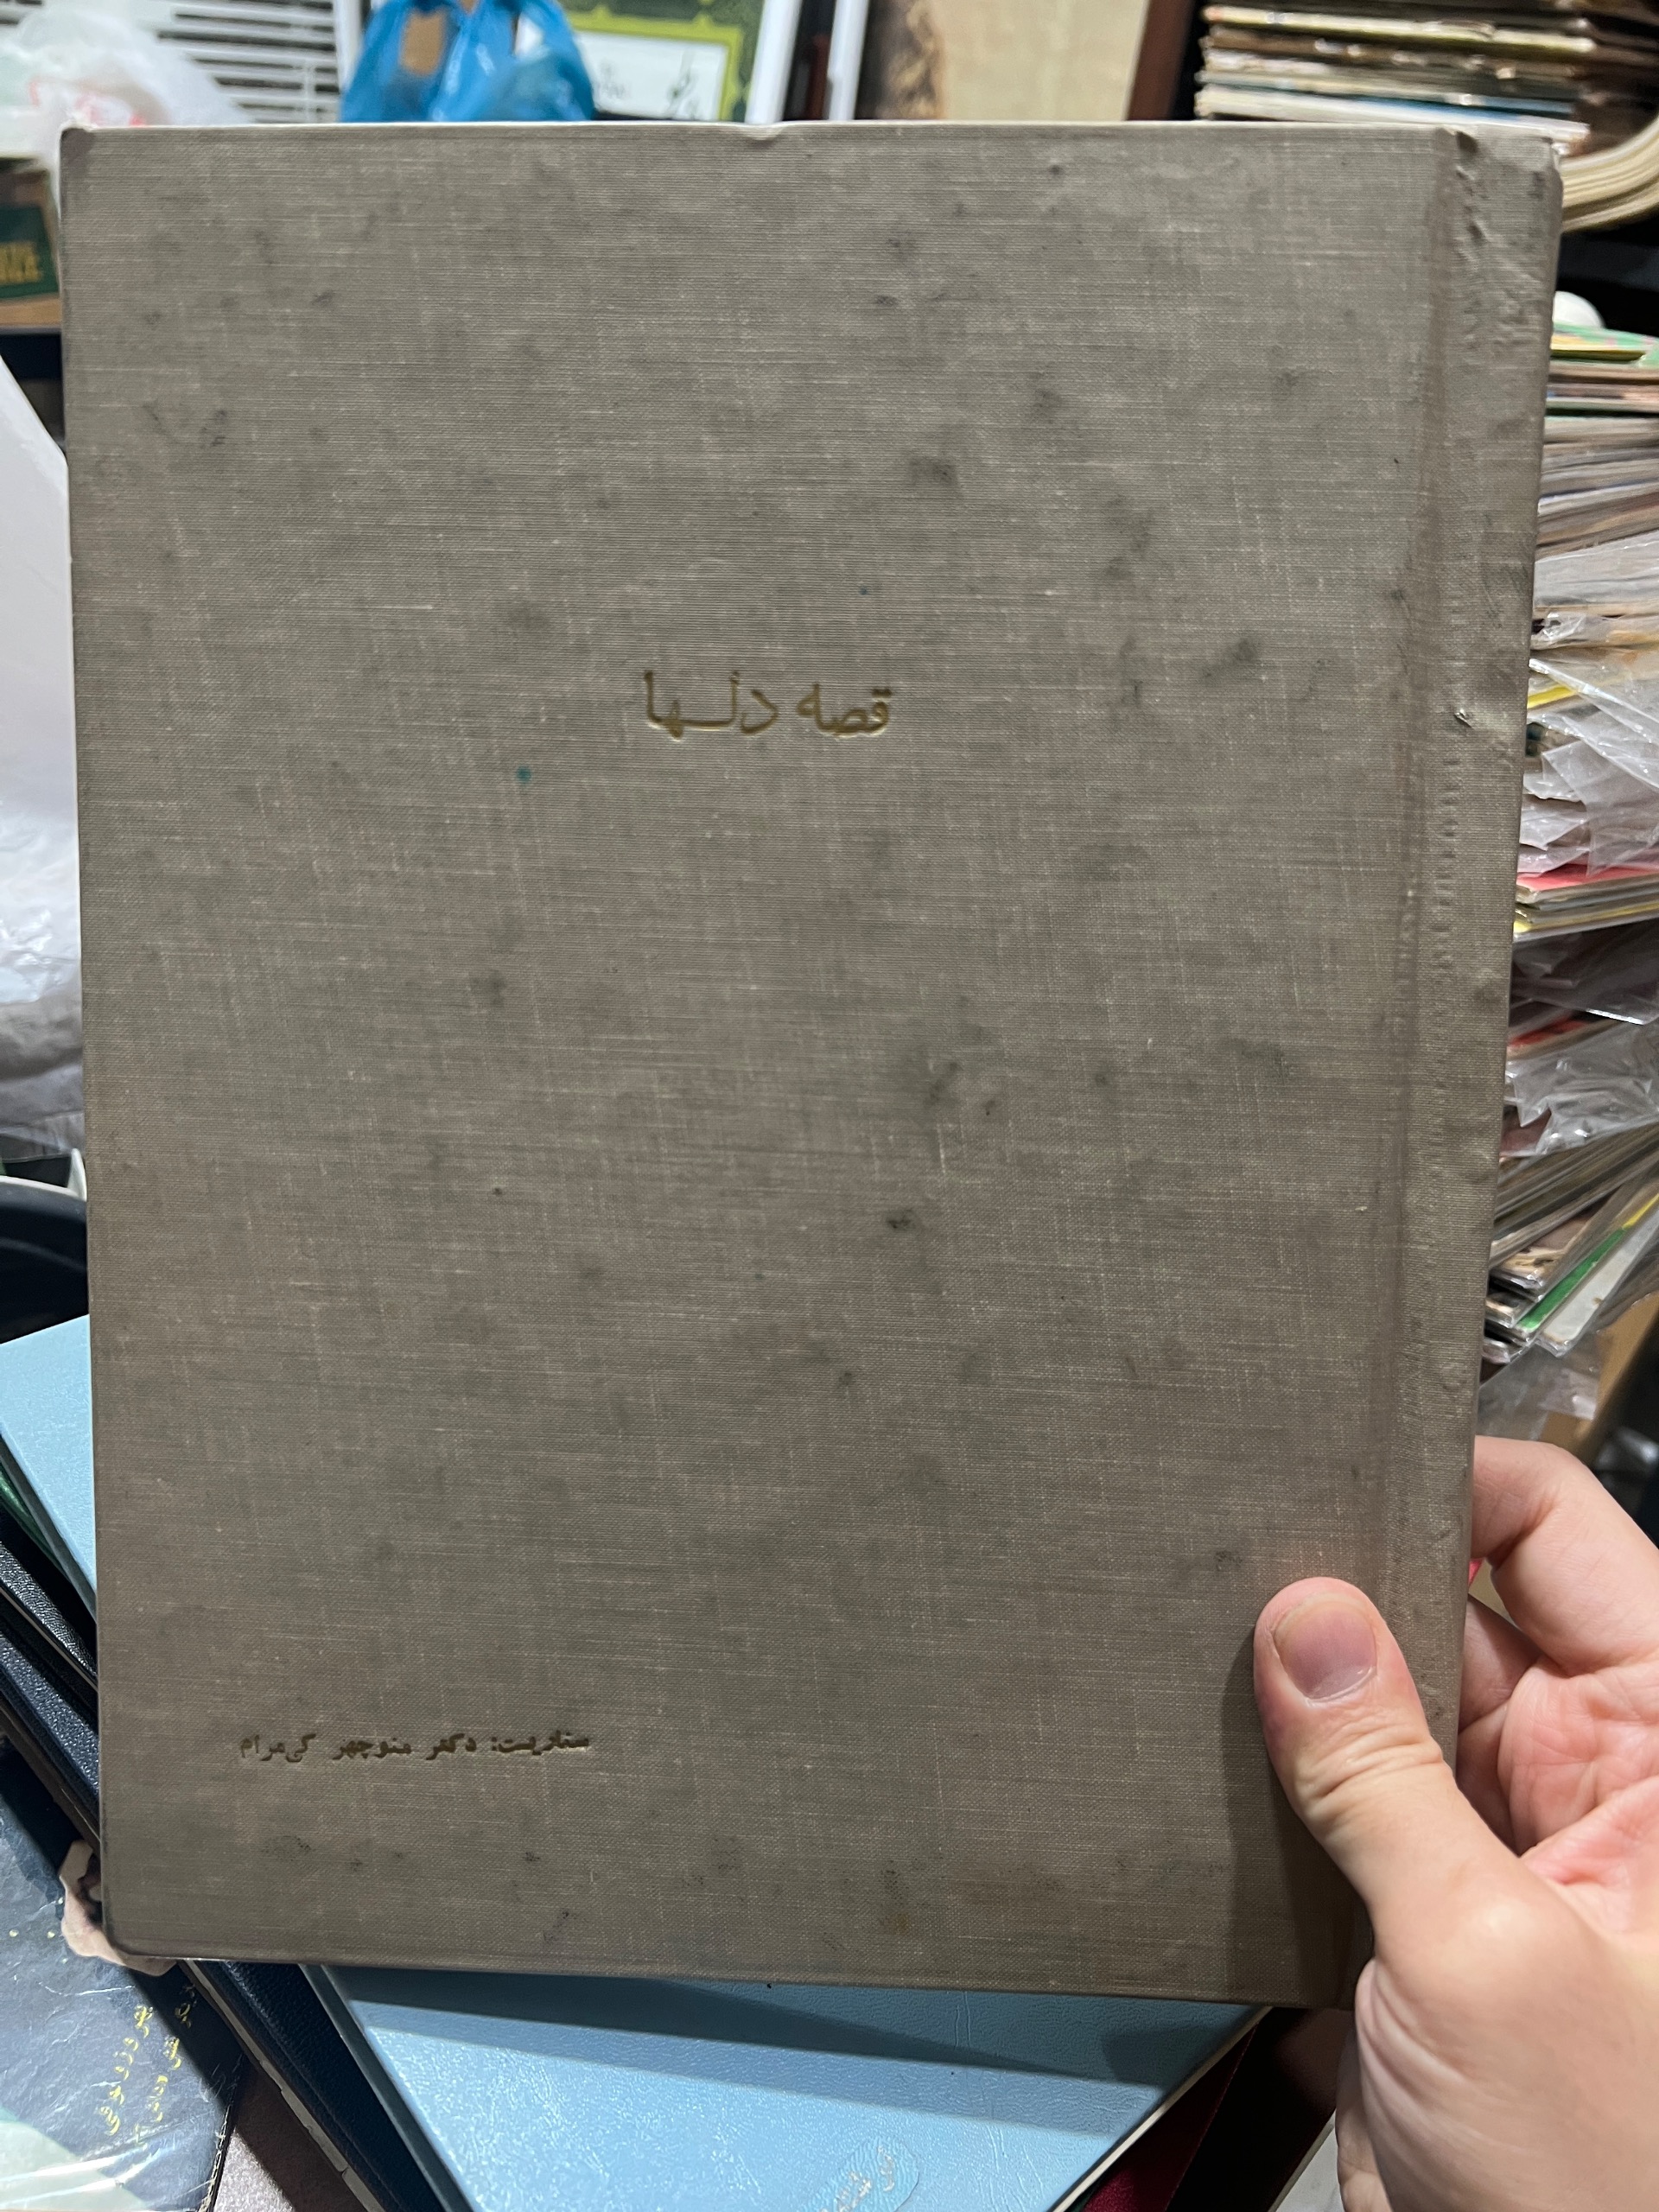 قصه دلها
سناریست: دکتر منوچهر کی‌مرام